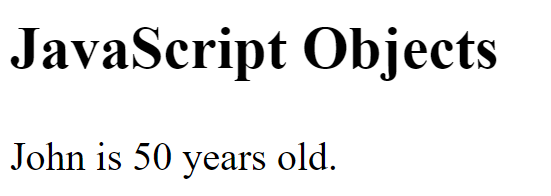 JavaScript Objects
John is 50 years old.